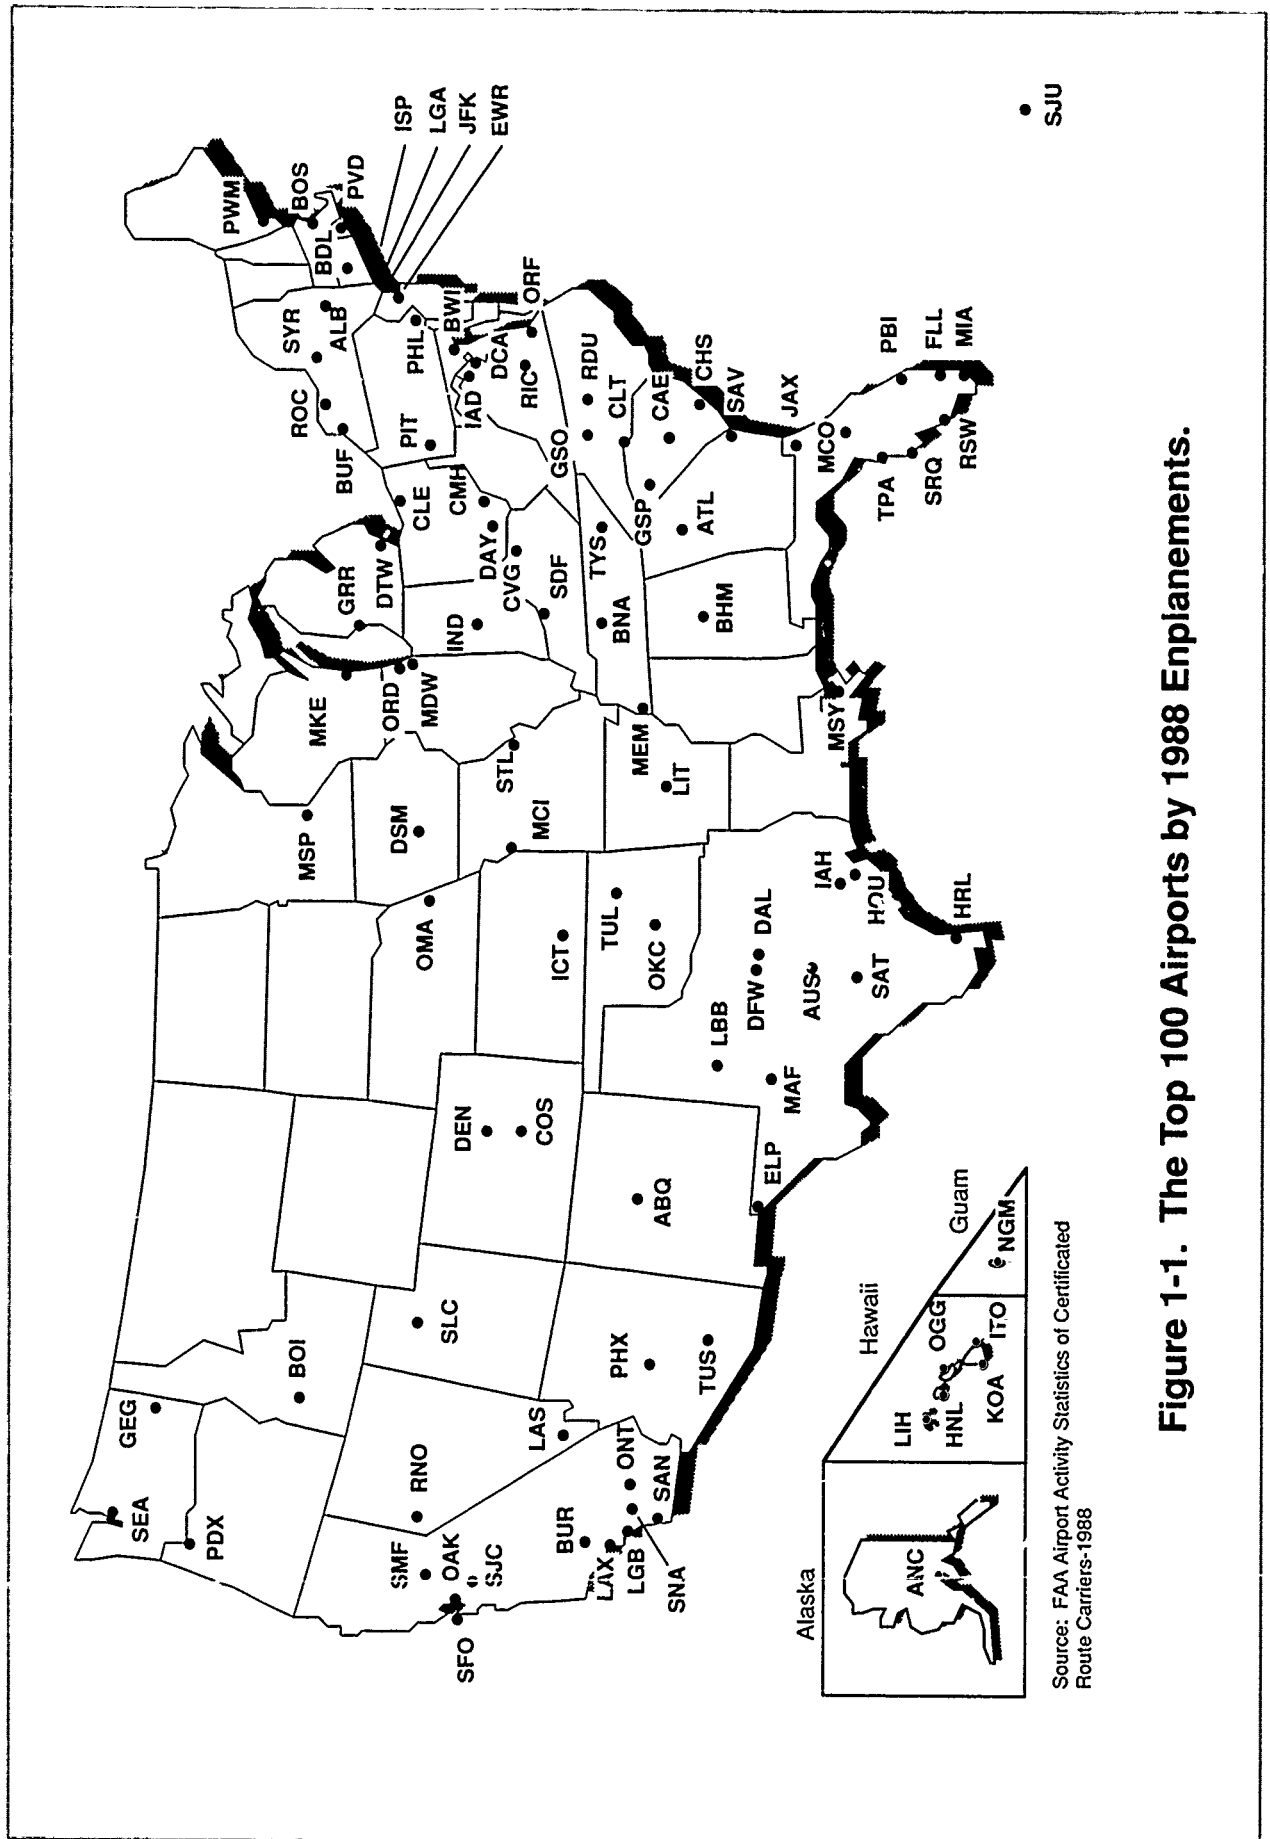 SEA
GEG
PDX
BOI
SMF
OAK
SJC
SFO
RNO
SLC
LAS
BUR
LAX
LGB
SNA
ONT
SAN
PHX
TUS
DEN
COS
ABQ
ELP
LBB
MAF
DFW
DAL
AUS
SAT
IAH
HOU
HRL
OMA
ICT
TUL
OKC
MSP
DSM
MCI
STL
MEM
LIT
MSY
MKE
ORD
MDW
GRR
DTW
IND
DAY
CVG
SDF
CMH
CLE
TYS
BNA
BHM
ATL
GSP
GSO
CLT
RDU
CAE
CHS
SAV
JAX
MCO
TPA
SRQ
RSW
PBI
FLL
MIA
BUF
ROC
SYR
ALB
PIT
PHL
BWI
IAD
DCA
RIC
ORF
PWM
BOS
BDL
PVD
ISP
LGA
JFK
EWR
SJU
Alaska
ANC
Hawaii
LIH
HNL
OGG
KOA
ITO
Guam
NGM
Source: FAA Airport Activity Statistics of Certificated
Route Carriers-1988
Figure 1-1. The Top 100 Airports by 1988 Enplanements.